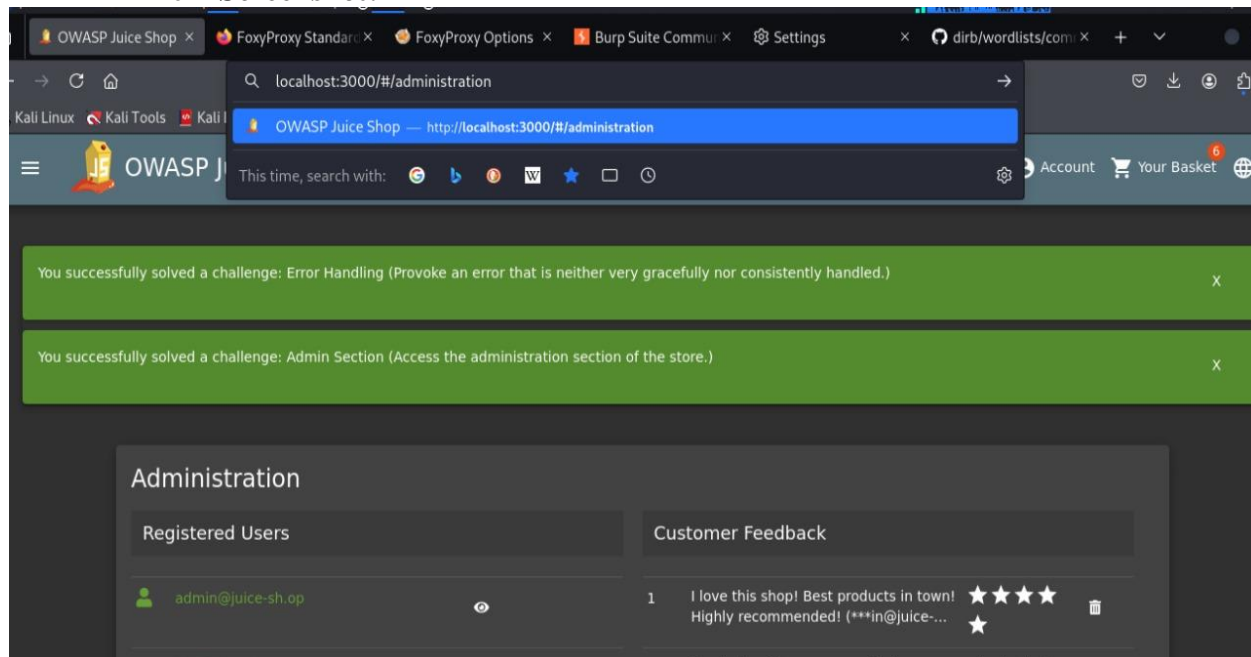 OWASP Juice Shop × FoxyProxy Standard × FoxyProxy Options × Burp Suite Commun × Settings × dirb/wordlists/com ×
localhost:3000/#/administration
Kali Linux Kali Tools Kali
OWASP Juice Shop — http://localhost:3000/#/administration
OWASP J
This time, search with:
Account Your Basket 6
You successfully solved a challenge: Error Handling (Provoke an error that is neither very gracefully nor consistently handled.) X
You successfully solved a challenge: Admin Section (Access the administration section of the store.) X
Administration
Registered Users
Customer Feedback
admin@juice-sh.op
1 I love this shop! Best products in town!
Highly recommended! (***in@juice-...